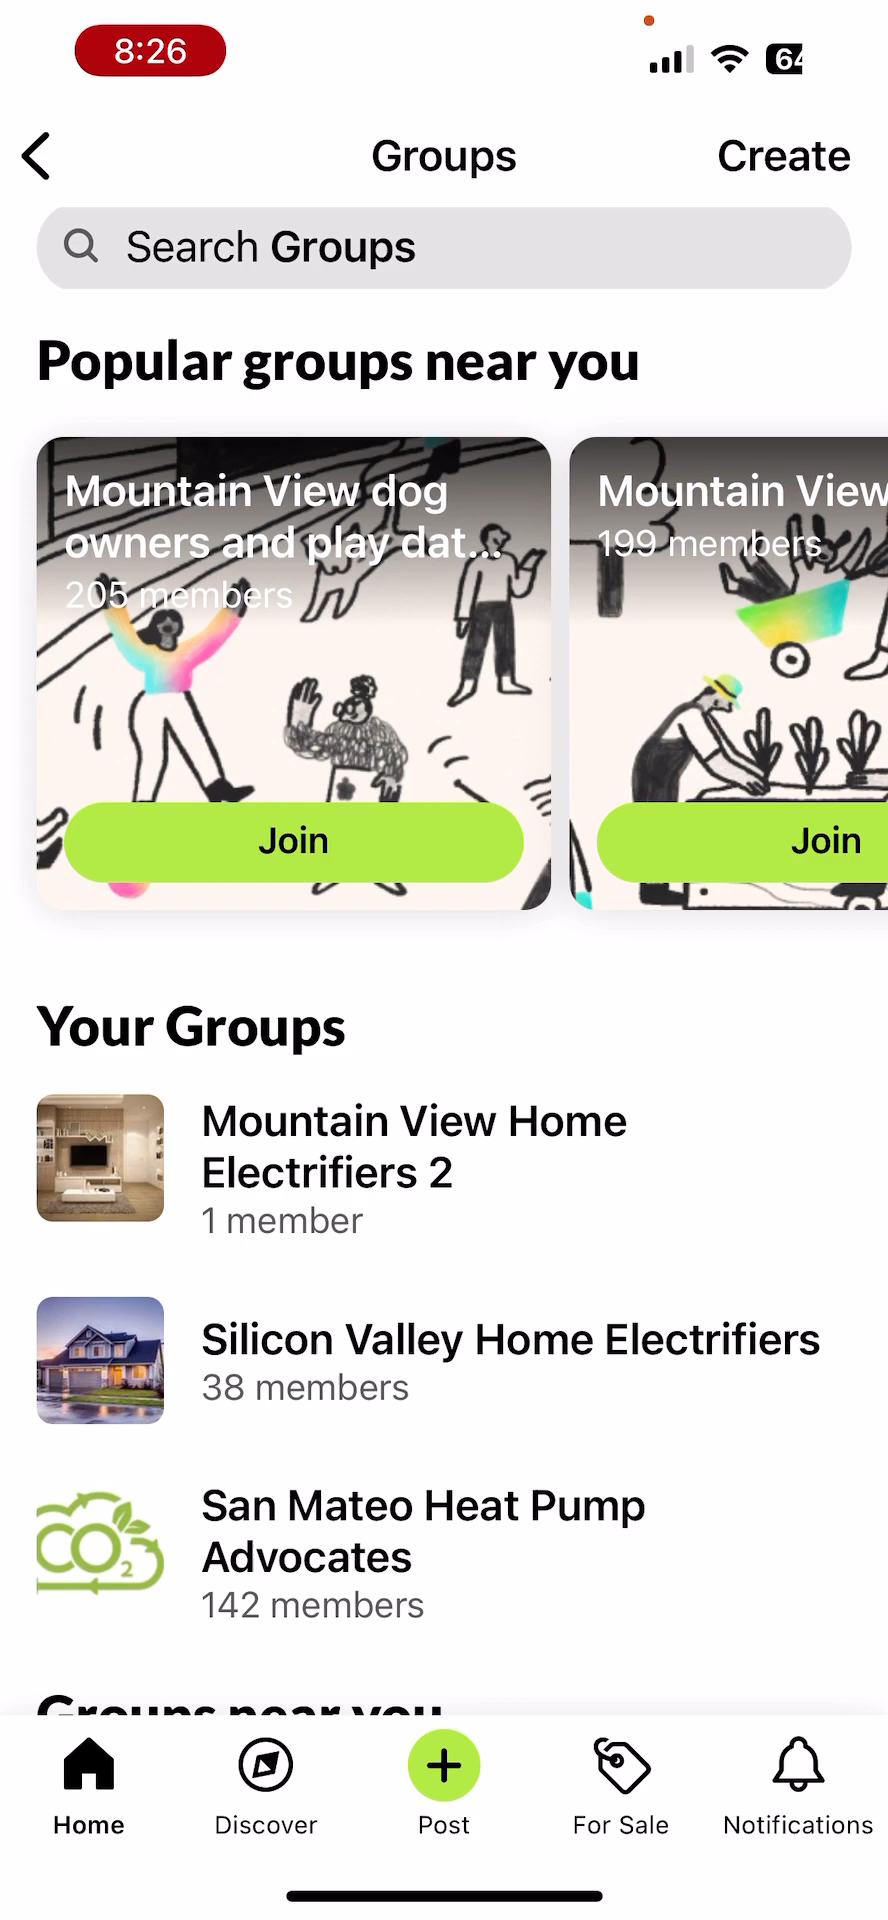 8:26
Groups
Create
Search Groups
Popular groups near you
Mountain View dog
owners and play dat...
205 members
Join
Mountain View
199 members
Join
Your Groups
Mountain View Home
Electrifiers 2
1 member
Silicon Valley Home Electrifiers
38 members
CO2
San Mateo Heat Pump
Advocates
142 members
Groups near you
Home
Discover
Post
For Sale
Notifications